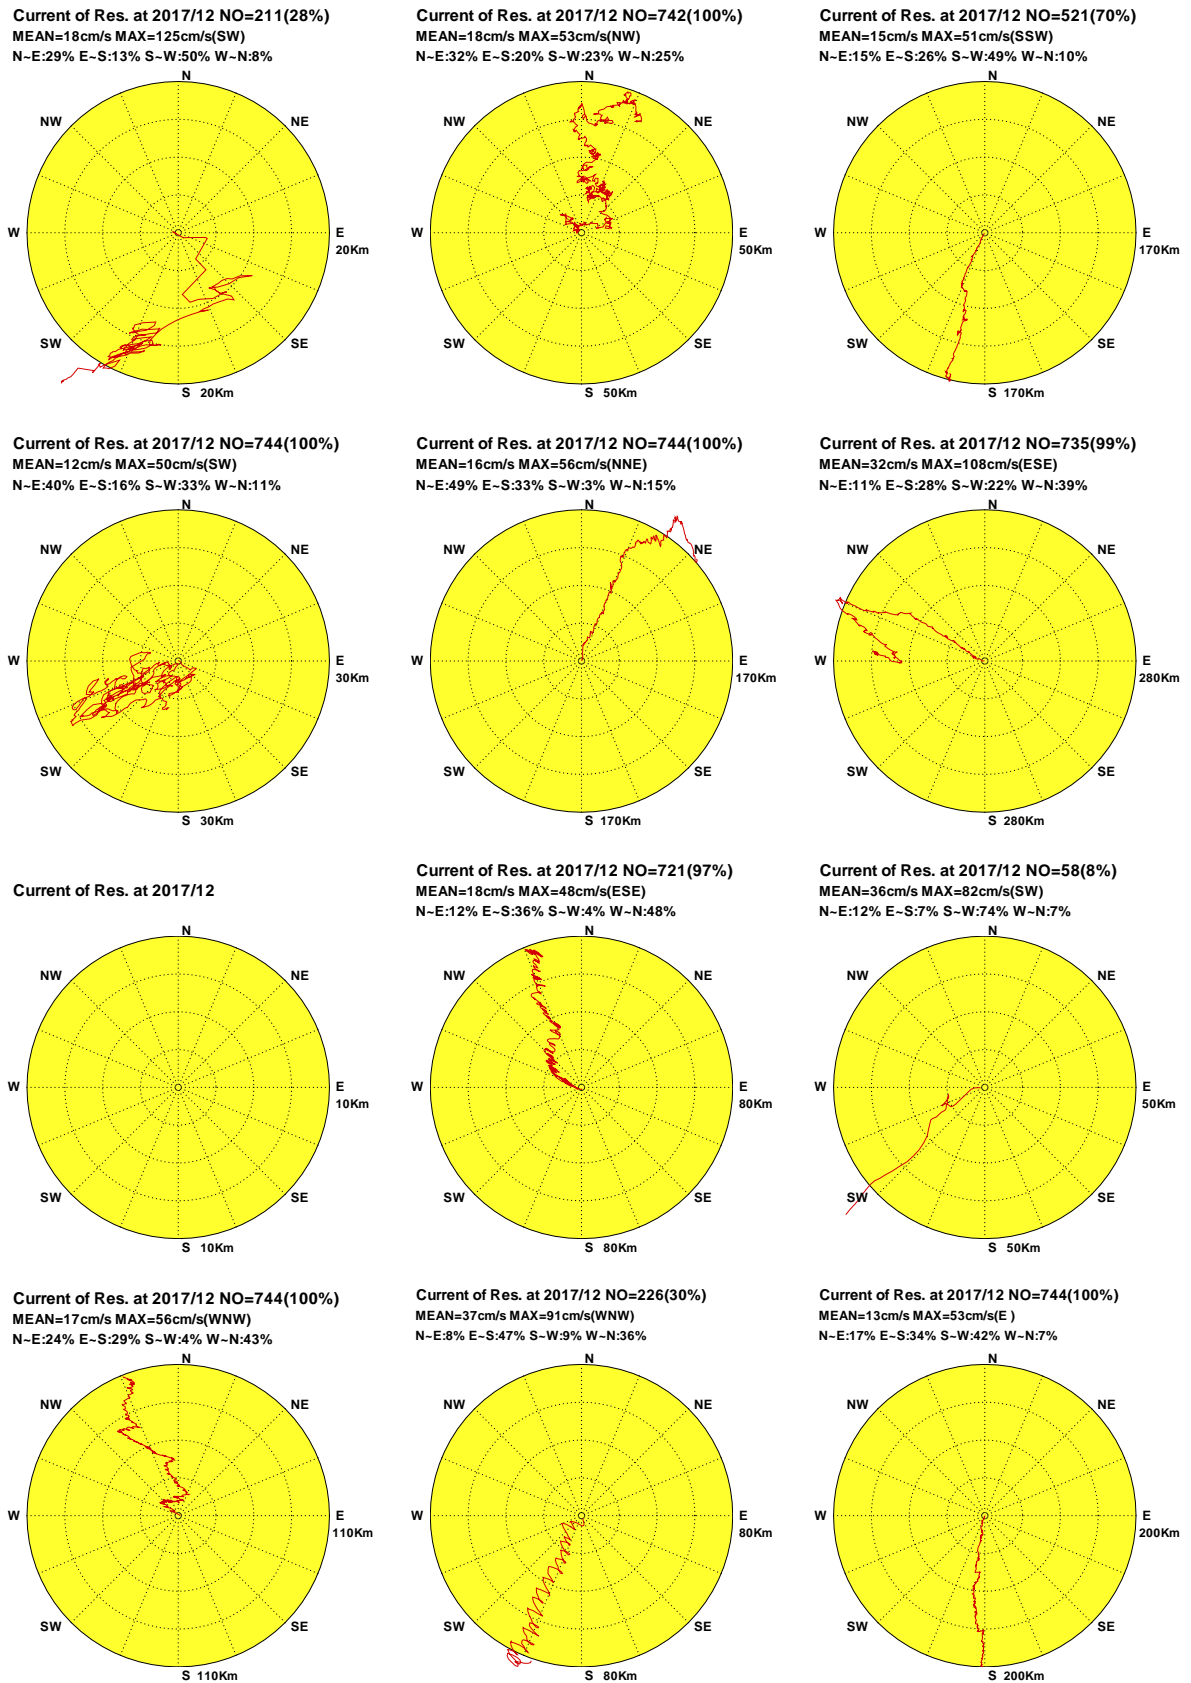 Current of Res. at 2017/12 NO=211(28%)
MEAN=18cm/s MAX=125cm/s(SW)
N~E:29% E~S:13% S~W:50% W~N:8%
N
NW
NE
W
E
20Km
SW
SE
S 20Km
Current of Res. at 2017/12 NO=742(100%)
MEAN=18cm/s MAX=53cm/s(NW)
N~E:32% E~S:20% S~W:23% W~N:25%
N
NW
NE
W
E
50Km
SW
SE
S 50Km
Current of Res. at 2017/12 NO=521(70%)
MEAN=15cm/s MAX=51cm/s(SSW)
N~E:15% E~S:26% S~W:49% W~N:10%
N
NW
NE
W
E
170Km
SW
SE
S 170Km
Current of Res. at 2017/12 NO=744(100%)
MEAN=12cm/s MAX=50cm/s(SW)
N~E:40% E~S:16% S~W:33% W~N:11%
N
NW
NE
W
E
30Km
SW
SE
S 30Km
Current of Res. at 2017/12 NO=744(100%)
MEAN=16cm/s MAX=56cm/s(NNE)
N~E:49% E~S:33% S~W:3% W~N:15%
N
NW
NE
W
E
170Km
SW
SE
S 170Km
Current of Res. at 2017/12 NO=735(99%)
MEAN=32cm/s MAX=108cm/s(ESE)
N~E:11% E~S:28% S~W:22% W~N:39%
N
NW
NE
W
E
280Km
SW
SE
S 280Km
Current of Res. at 2017/12
N
NW
NE
W
E
10Km
SW
SE
S 10Km
Current of Res. at 2017/12 NO=721(97%)
MEAN=18cm/s MAX=48cm/s(ESE)
N~E:12% E~S:36% S~W:4% W~N:48%
N
NW
NE
W
E
80Km
SW
SE
S 80Km
Current of Res. at 2017/12 NO=58(8%)
MEAN=36cm/s MAX=82cm/s(SW)
N~E:12% E~S:7% S~W:74% W~N:7%
N
NW
NE
W
E
50Km
SW
SE
S 50Km
Current of Res. at 2017/12 NO=744(100%)
MEAN=17cm/s MAX=56cm/s(WNW)
N~E:24% E~S:29% S~W:4% W~N:43%
N
NW
NE
W
E
110Km
SW
SE
S 110Km
Current of Res. at 2017/12 NO=226(30%)
MEAN=37cm/s MAX=91cm/s(WNW)
N~E:8% E~S:47% S~W:9% W~N:36%
N
NW
NE
W
E
80Km
SW
SE
S 80Km
Current of Res. at 2017/12 NO=744(100%)
MEAN=13cm/s MAX=53cm/s(E )
N~E:17% E~S:34% S~W:42% W~N:7%
N
NW
NE
W
E
200Km
SW
SE
S 200Km